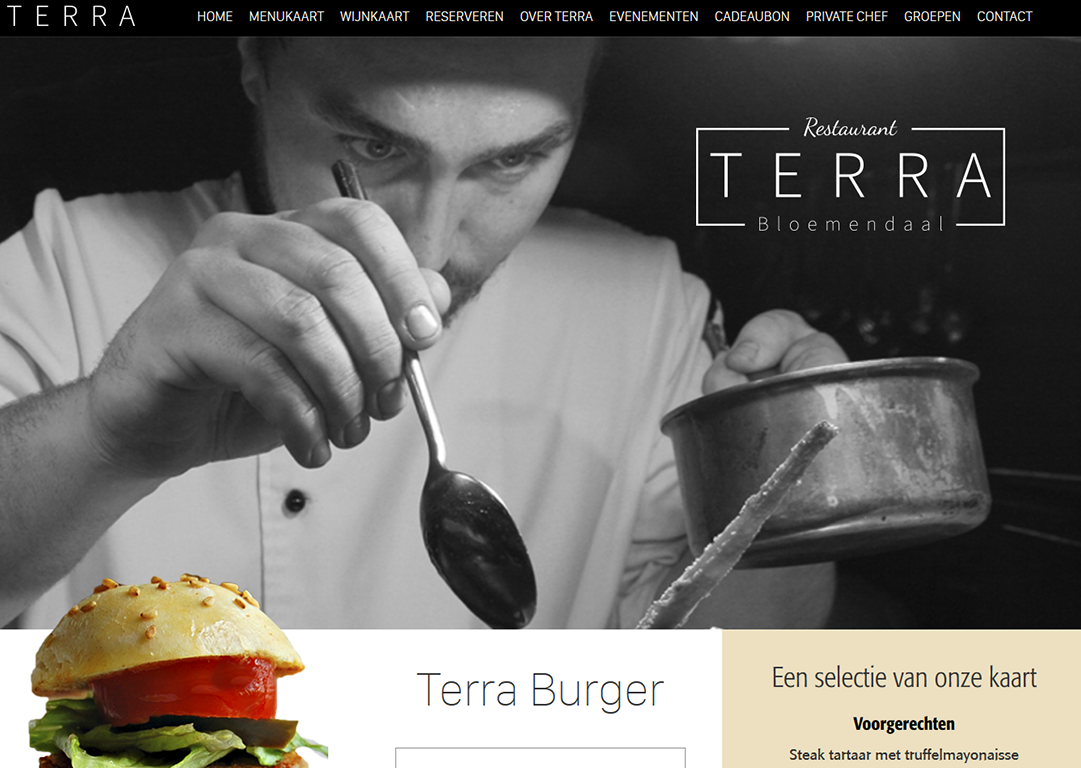 TERRA
HOME MENUKAART WIJNKAART RESERVEREN OVER TERRA EVENEMENTEN CADEAUBON PRIVATE CHEF GROEPEN CONTACT
Restaurant
TERRA
Bloemendaal
Terra Burger
Een selectie van onze kaart
Voorgerechten
Steak tartaar met truffelmayonaisse